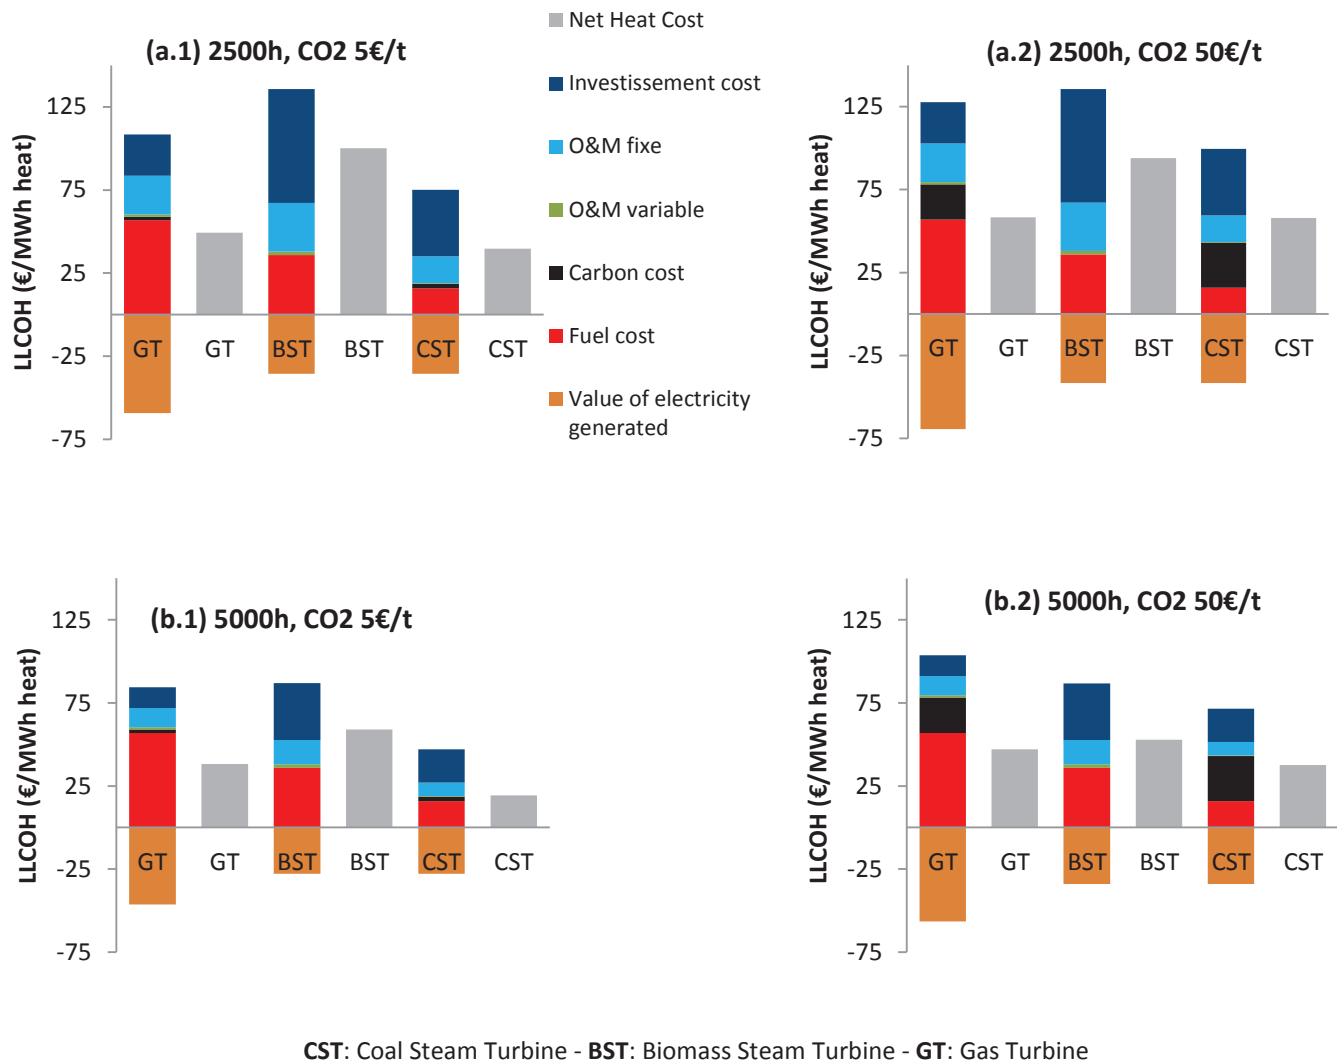 (a.1) 2500h, CO2 5€/t
LLCOH (€/MWh heat)
125
75
25
-25
-75
GT
GT
BST
BST
CST
CST
Net Heat Cost
Investissement cost
O&M fixe
O&M variable
Carbon cost
Fuel cost
Value of electricity
generated
(a.2) 2500h, CO2 50€/t
LLCOH (€/MWh heat)
125
75
25
-25
-75
GT
GT
BST
BST
CST
CST
(b.1) 5000h, CO2 5€/t
LLCOH (€/MWh heat)
125
75
25
-25
-75
GT
GT
BST
BST
CST
CST
(b.2) 5000h, CO2 50€/t
LLCOH (€/MWh heat)
125
75
25
-25
-75
GT
GT
BST
BST
CST
CST
CST: Coal Steam Turbine - BST: Biomass Steam Turbine - GT: Gas Turbine